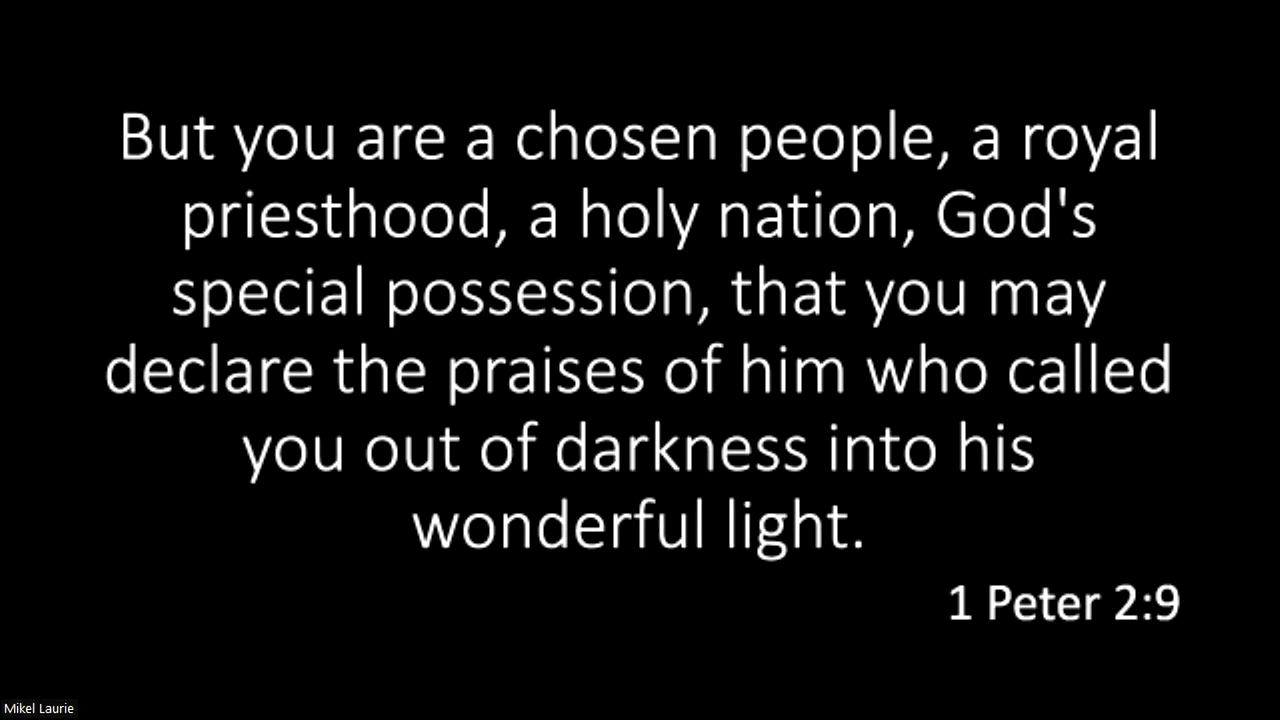 But you are a chosen people, a royal
priesthood, a holy nation, God's
special possession, that you may
declare the praises of him who called
you out of darkness into his
wonderful light.
1 Peter 2:9
Mikel Laurie